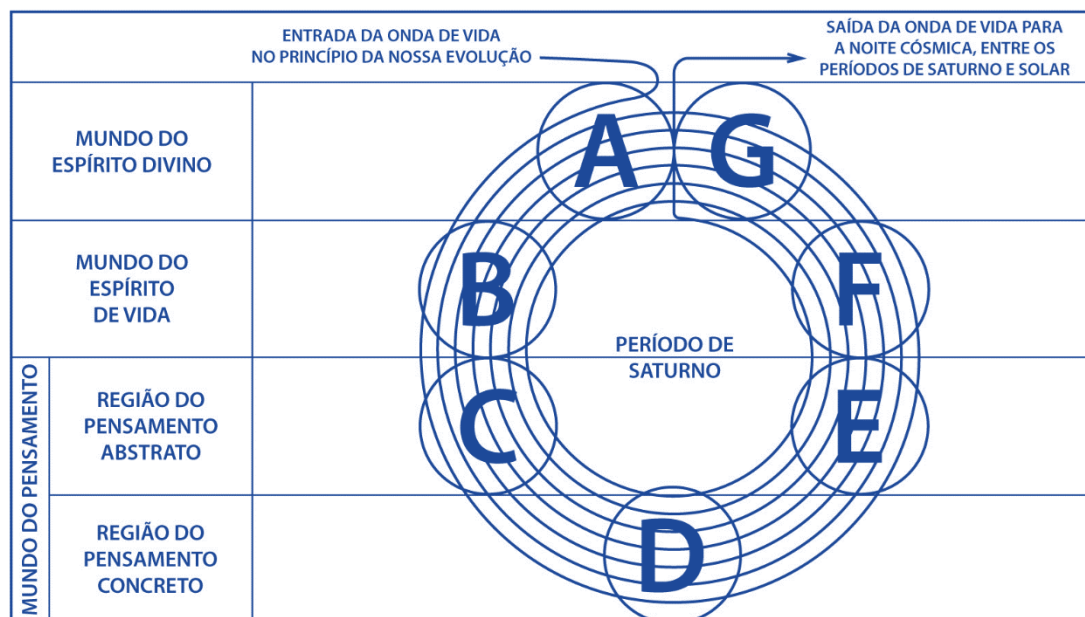 ENTRADA DA ONDA DE VIDA
NO PRINCÍPIO DA NOSSA EVOLUÇÃO
SAÍDA DA ONDA DE VIDA PARA
A NOITE CÓSMICA, ENTRE OS
PERÍODOS DE SATURNO E SOLAR
MUNDO DO
ESPÍRITO DIVINO
A
G
MUNDO DO
ESPÍRITO
DE VIDA
B
F
PERÍODO DE
SATURNO
MUNDO DO PENSAMENTO
REGIÃO DO
PENSAMENTO
ABSTRATO
C
E
REGIÃO DO
PENSAMENTO
CONCRETO
D